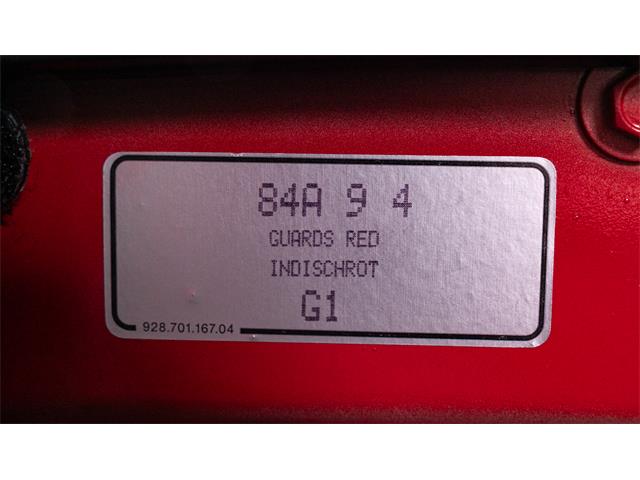 84A 9 4
GUARDS RED
INDISCHROT
G1
928.701.167.04